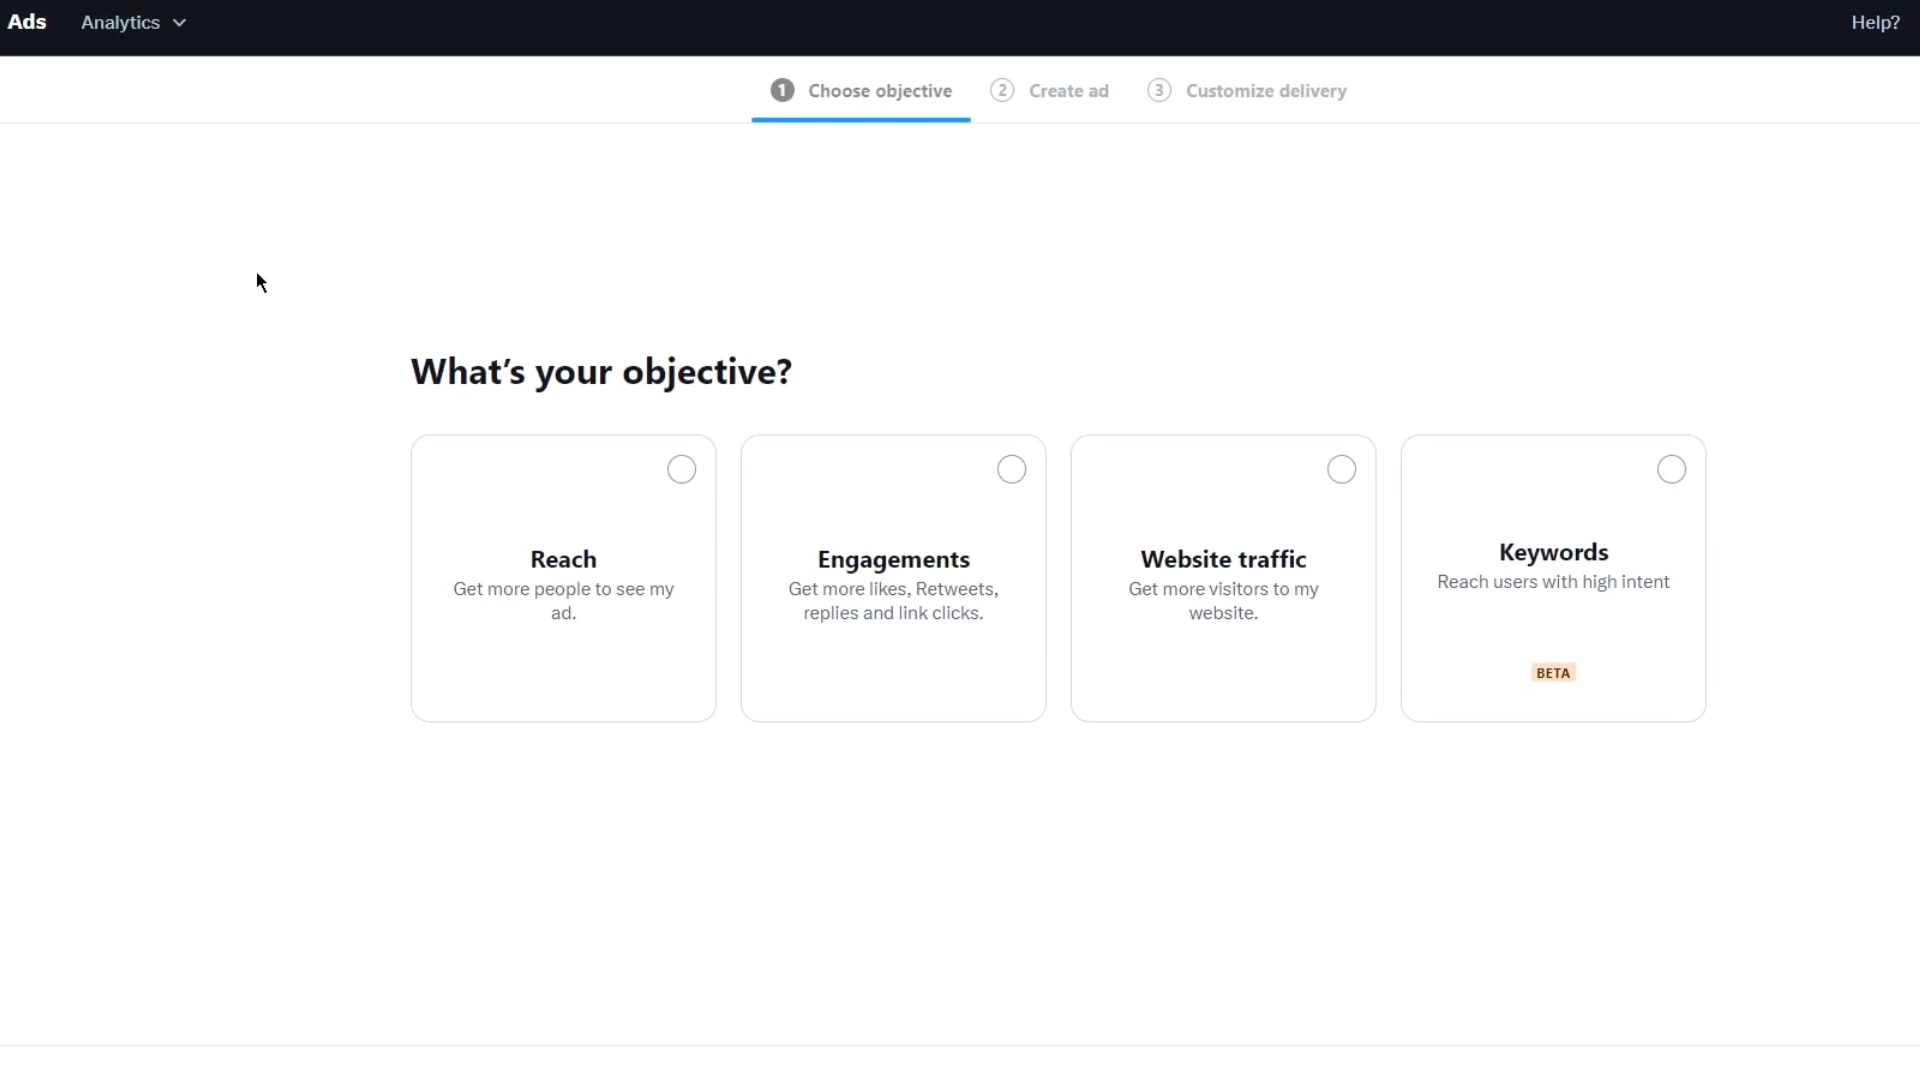 Ads Analytics Help?
1 Choose objective 2 Create ad 3 Customize delivery
What's your objective?
Reach
Get more people to see my
ad.
Engagements
Get more likes, Retweets,
replies and link clicks.
Website traffic
Get more visitors to my
website.
Keywords
Reach users with high intent
BETA